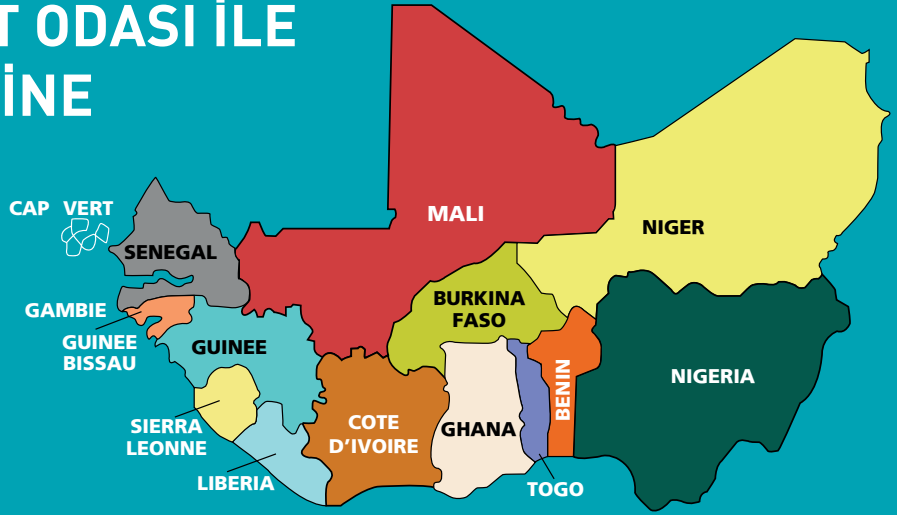 T ODASI İLE
İNE
CAP VERT
SENEGAL
GAMBIE
GUINEE
BISSAU
GUINEE
SIERRA
LEONNE
LIBERIA
MALI
BURKINA
FASO
COTE
D'IVOIRE
GHANA
TOGO
BENIN
NIGER
NIGERIA